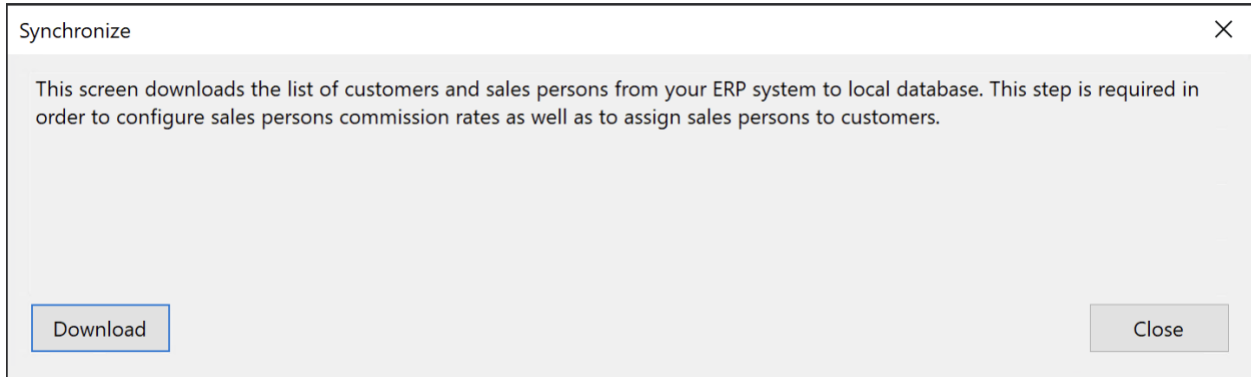 Synchronize
This screen downloads the list of customers and sales persons from your ERP system to local database. This step is required in
order to configure sales persons commission rates as well as to assign sales persons to customers.
Download
Close